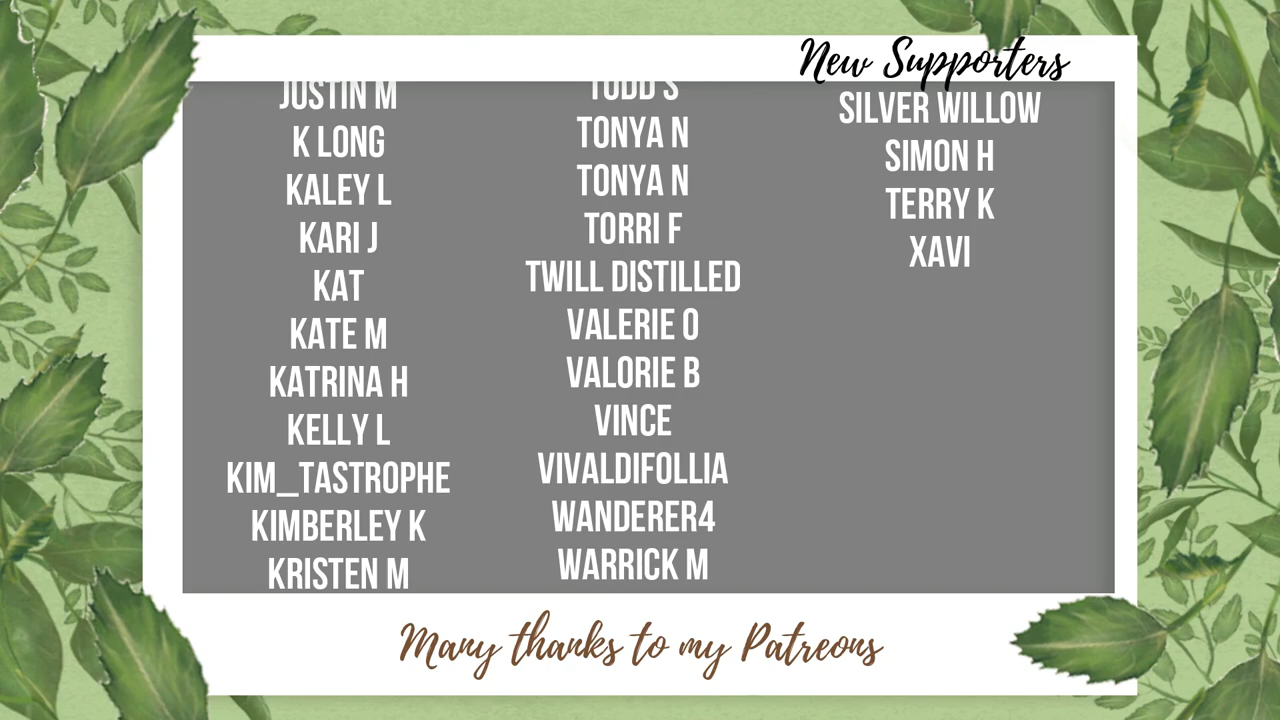 New Supporters
JUSTIN M
K LONG
KALEY L
KARI J
KAT
KATE M
KATRINA H
KELLY L
KIM_TASTROPHE
KIMBERLEY K
KRISTEN M
TODD S
TONYA N
TONYA N
TORRI F
TWILL DISTILLED
VALERIE O
VALORIE B
VINCE
VIVALDIFOLLIA
WANDERER4
WARRICK M
SILVER WILLOW
SIMON H
TERRY K
XAVI
Many thanks to my Patreons